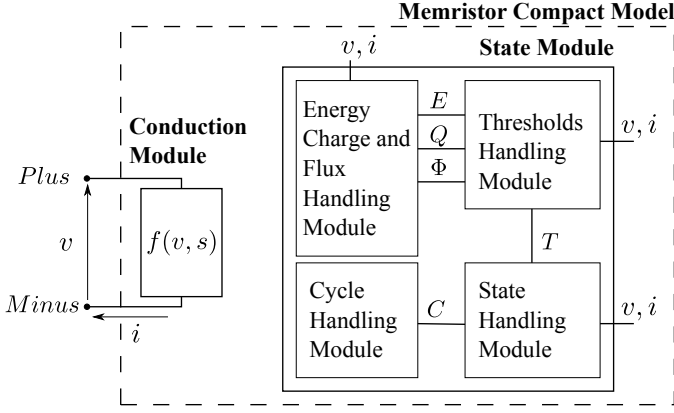 Memristor Compact Model
v, i
State Module
Conduction
Module
Energy
Charge and
Flux
Handling
Module
E
Q
Φ
Thresholds
Handling
Module
v, i
Plus
v
Minus
i
f(v, s)
T
Cycle
Handling
Module
C
State
Handling
Module
v, i